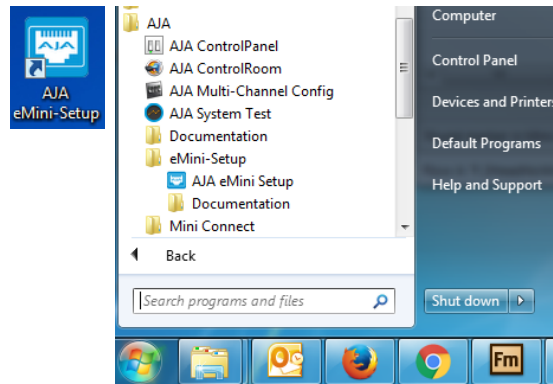 AJA
AJA
eMini-Setup
AJA
AJA ControlPanel
AJA ControlRoom
AJA Multi-Channel Config
AJA System Test
Documentation
eMini-Setup
AJA eMini Setup
Documentation
Mini Connect
Back
Search programs and files
Computer
Control Panel
Devices and Printers
Default Programs
Help and Support
Shut down
Fm